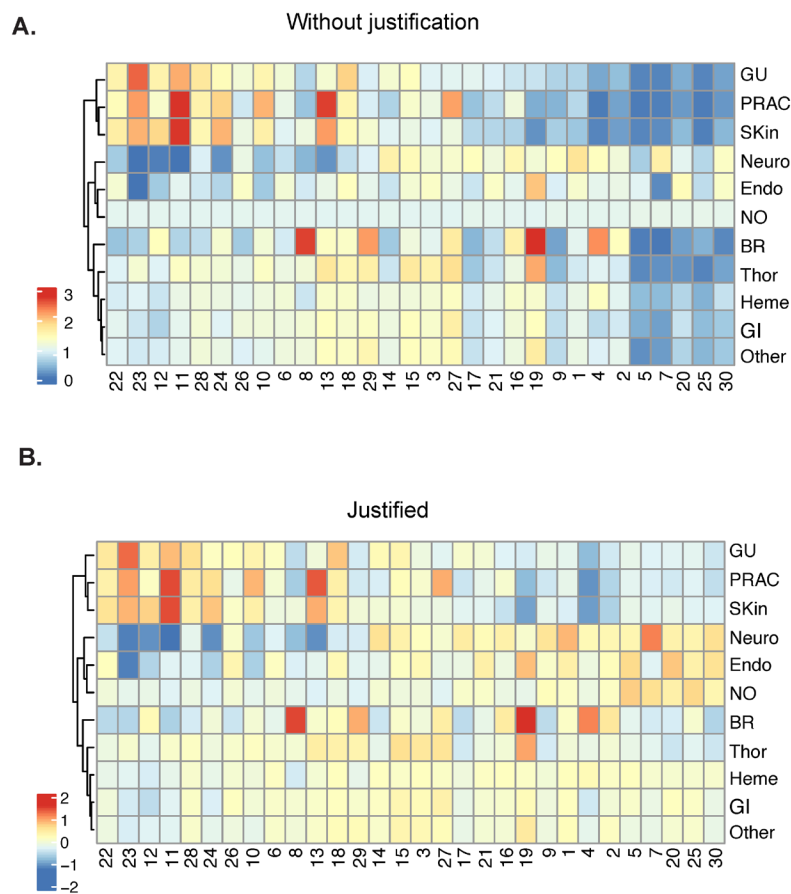 A.
Without justification
GU
PRAC
SKin
Neuro
Endo
NO
BR
Thor
Heme
GI
Other
3
2
1
0
22 23 12 11 28 24 26 10 6 8 13 18 29 14 15 3 27 17 21 16 19 9 1 4 2 5 7 20 25 30
B.
Justified
GU
PRAC
SKin
Neuro
Endo
NO
BR
Thor
Heme
GI
Other
2
1
0
−1
−2
22 23 12 11 28 24 26 10 6 8 13 18 29 14 15 3 27 17 21 16 19 9 1 4 2 5 7 20 25 30